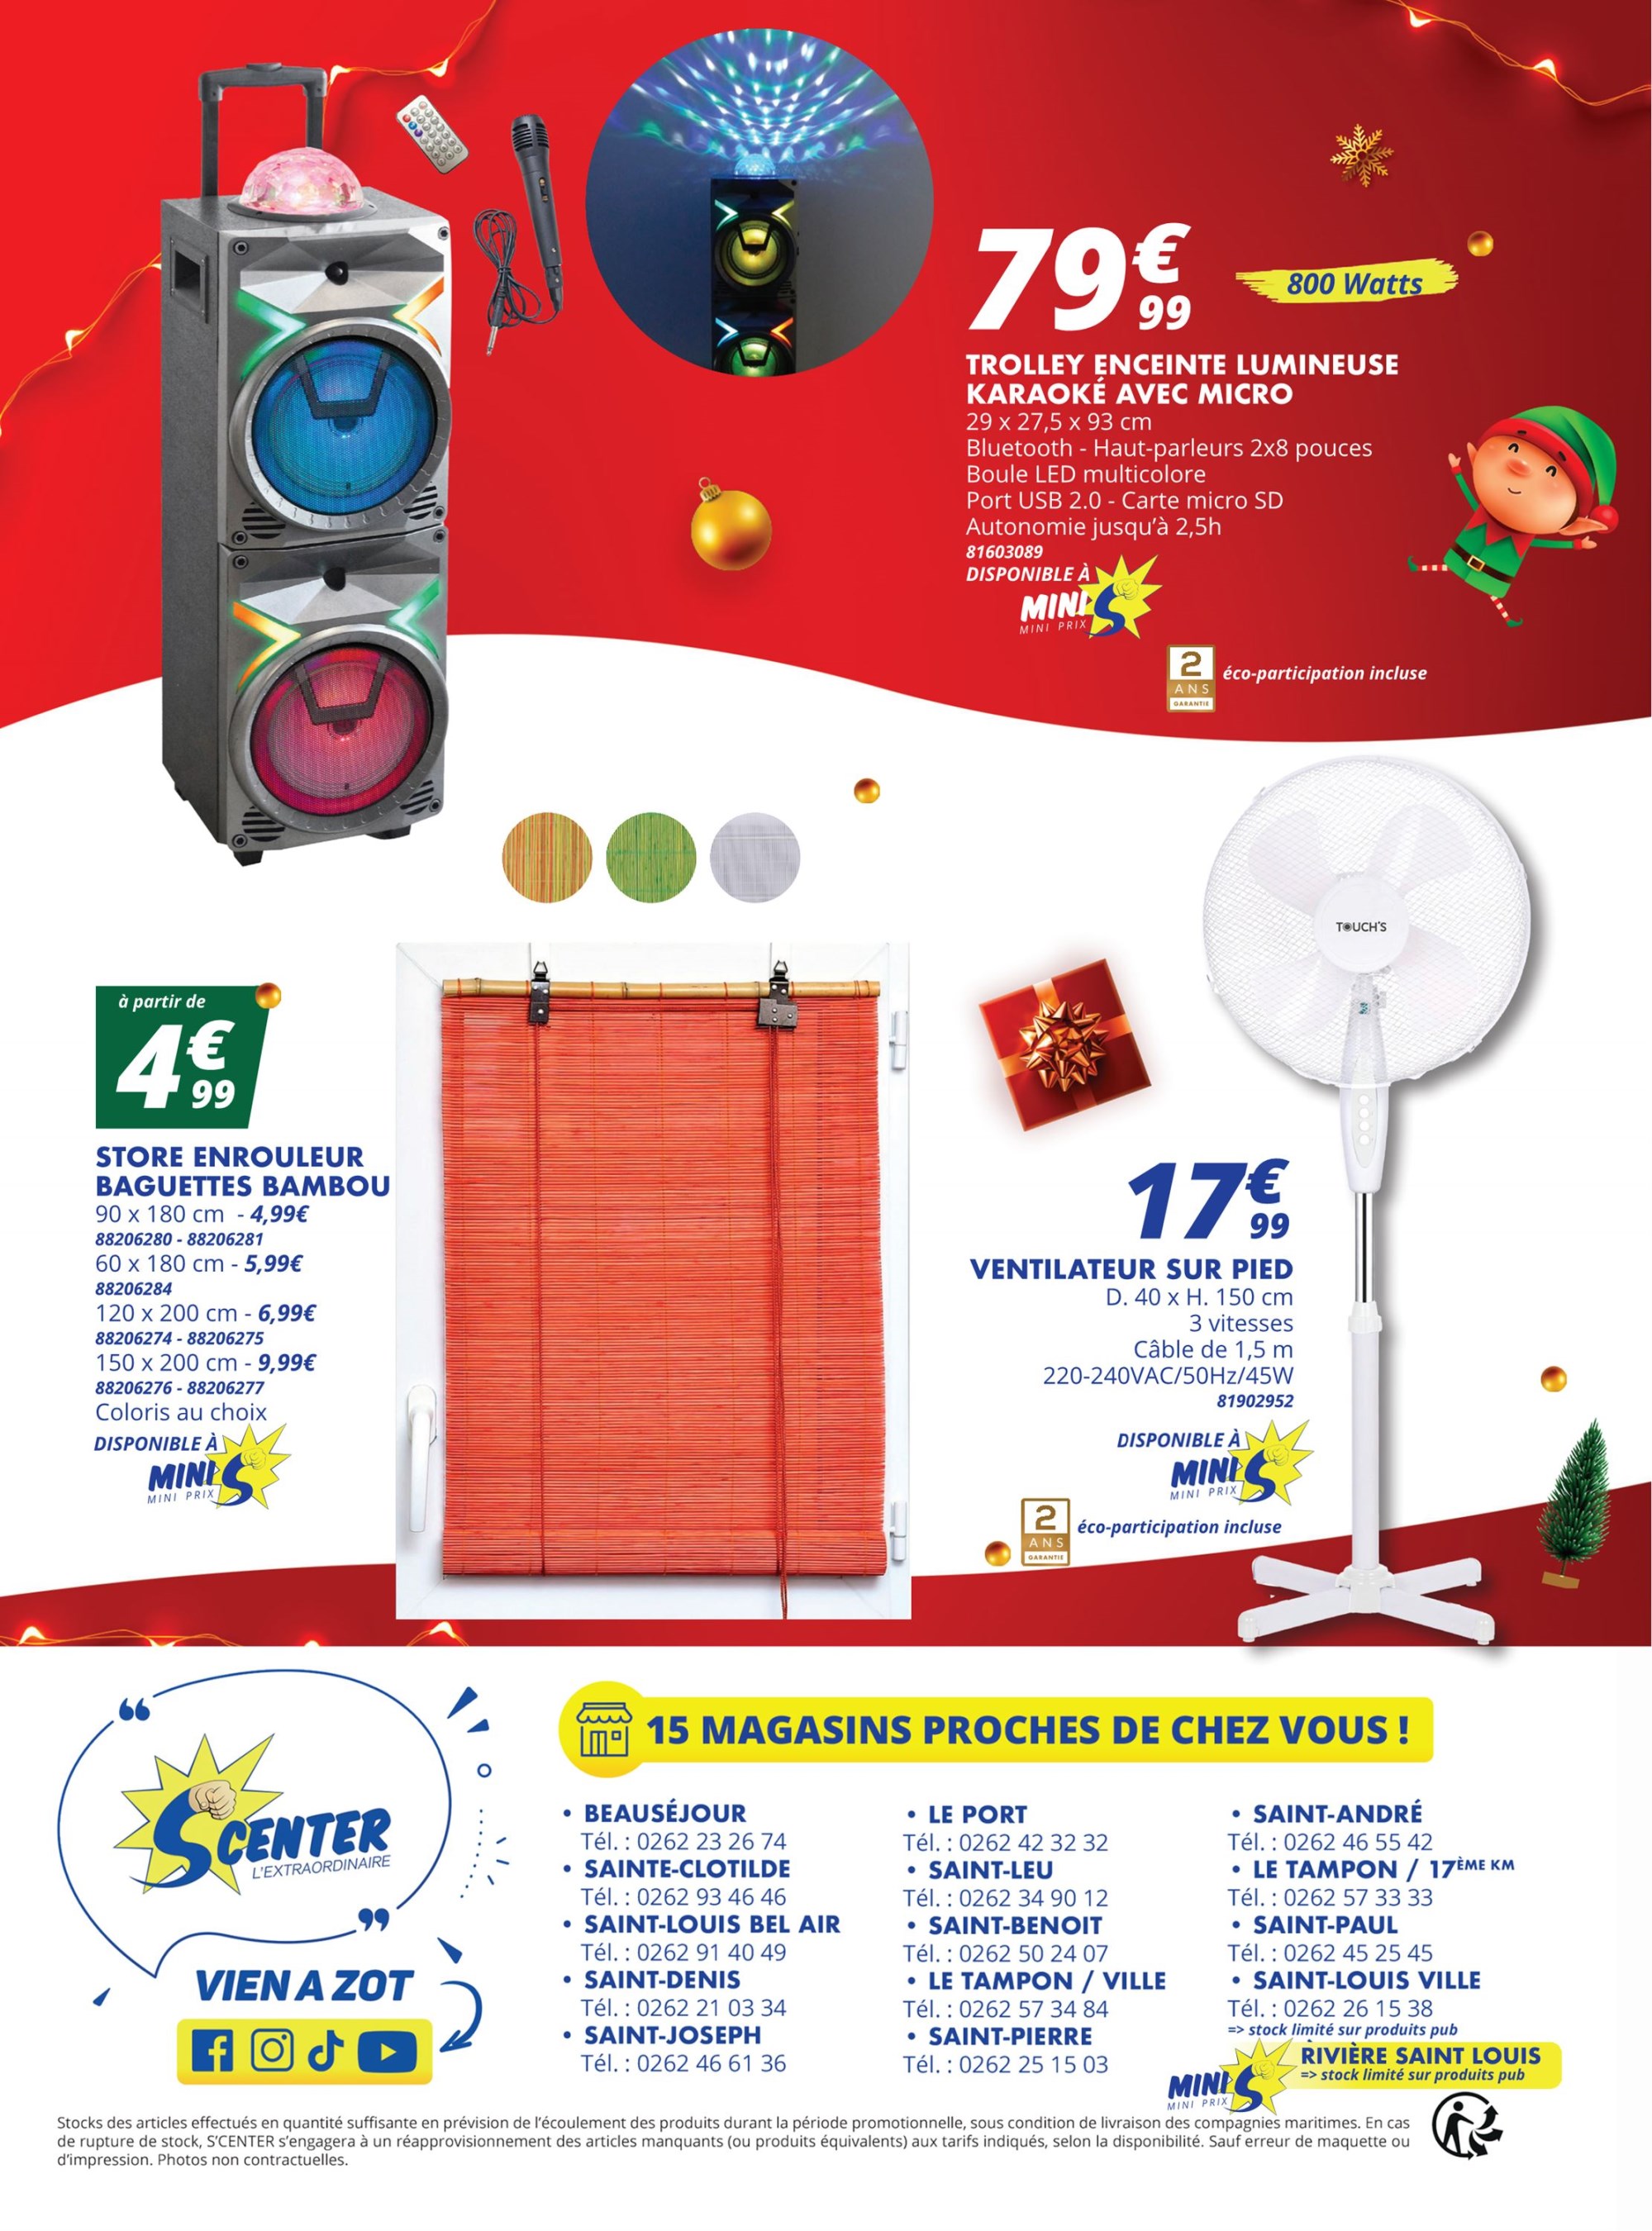 79€99
800 Watts
TROLLEY ENCEINTE LUMINEUSE
KARAOKÉ AVEC MICRO
29 x 27,5 x 93 cm
Bluetooth - Haut-parleurs 2x8 pouces
Boule LED multicolore
Port USB 2.0 - Carte micro SD
Autonomie jusqu'à 2,5h
81603089
DISPONIBLE À
MINI S
MINI PRIX
2
ANS
GARANTIE
éco-participation incluse
TOUCH'S
à partir de
4€99
STORE ENROULEUR
BAGUETTES BAMBOU
90 x 180 cm - 4,99€
88206280 - 88206281
60 x 180 cm - 5,99€
88206284
120 x 200 cm - 6,99€
88206274 - 88206275
150 x 200 cm - 9,99€
88206276 - 88206277
Coloris au choix
DISPONIBLE À
MINI S
MINI PRIX
17€99
VENTILATEUR SUR PIED
D. 40 x H. 150 cm
3 vitesses
Câble de 1,5 m
220-240VAC/50Hz/45W
81902952
DISPONIBLE À
MINI S
MINI PRIX
2
ANS
GARANTIE
éco-participation incluse
“
SCENTER
L'EXTRAORDINAIRE
”
VIEN A ZOT
15 MAGASINS PROCHES DE CHEZ VOUS !
• BEAUSÉJOUR
Tél. : 0262 23 26 74
• SAINTE-CLOTILDE
Tél. : 0262 93 46 46
• SAINT-LOUIS BEL AIR
Tél. : 0262 91 40 49
• SAINT-DENIS
Tél. : 0262 21 03 34
• SAINT-JOSEPH
Tél. : 0262 46 61 36
• LE PORT
Tél. : 0262 42 32 32
• SAINT-LEU
Tél. : 0262 34 90 12
• SAINT-BENOIT
Tél. : 0262 50 24 07
• LE TAMPON / VILLE
Tél. : 0262 57 34 84
• SAINT-PIERRE
Tél. : 0262 25 15 03
• SAINT-ANDRÉ
Tél. : 0262 46 55 42
• LE TAMPON / 17ÈME KM
Tél. : 0262 57 33 33
• SAINT-PAUL
Tél. : 0262 45 25 45
• SAINT-LOUIS VILLE
Tél. : 0262 26 15 38
=> stock limité sur produits pub
MINI S
MINI PRIX
• RIVIÈRE SAINT LOUIS
=> stock limité sur produits pub
Stocks des articles effectués en quantité suffisante en prévision de l'écoulement des produits durant la période promotionnelle, sous condition de livraison des compagnies maritimes. En cas
de rupture de stock, S'CENTER s'engagera à un réapprovisionnement des articles manquants (ou produits équivalents) aux tarifs indiqués, selon la disponibilité. Sauf erreur de maquette ou
d'impression. Photos non contractuelles.